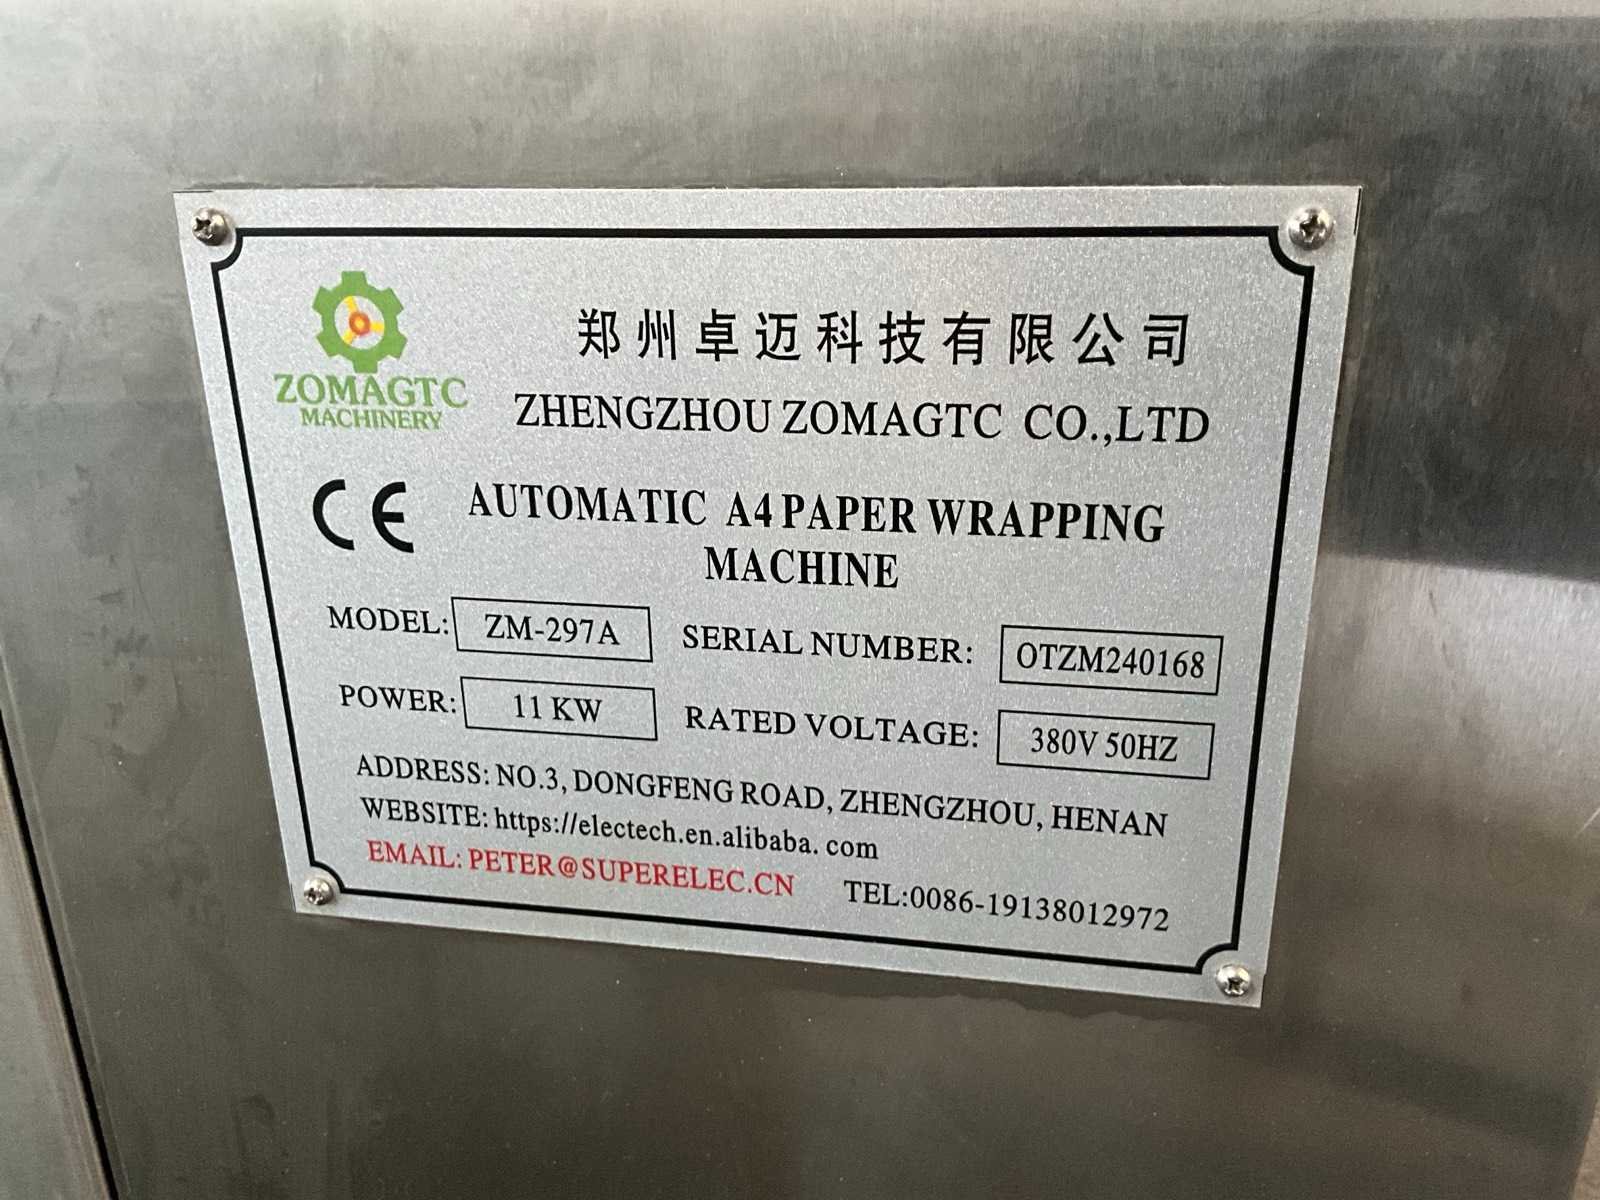 郑州卓迈科技有限公司
ZOMAGTC
MACHINERY
ZHENGZHOU ZOMAGTC CO.,LTD
CE
AUTOMATIC A4 PAPER WRAPPING
MACHINE
MODEL: ZM-297A SERIAL NUMBER: OTZM240168
POWER: 11 KW RATED VOLTAGE: 380V 50HZ
ADDRESS: NO.3, DONGFENG ROAD, ZHENGZHOU, HENAN
WEBSITE: https://electech.en.alibaba. com
EMAIL: PETER@SUPERELEC.CN TEL:0086-19138012972